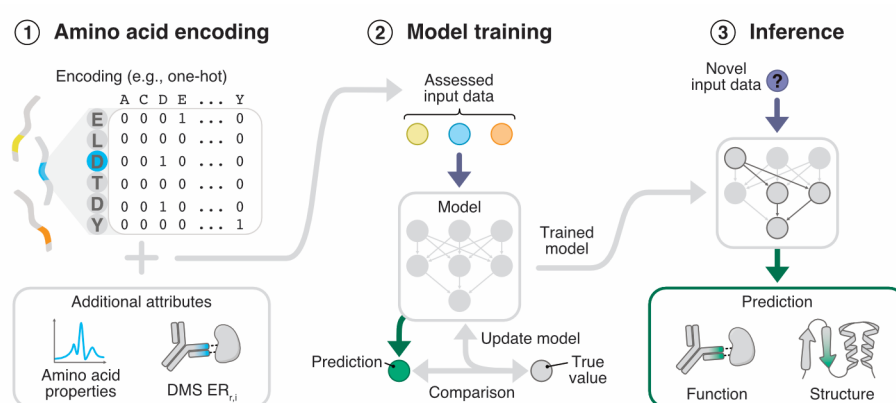 1 Amino acid encoding
Encoding (e.g., one-hot)
A C D E ... Y
E 0 0 0 1 ... 0
L 0 0 0 0 ... 0
D 0 0 1 0 ... 0
T 0 0 0 0 ... 0
D 0 0 1 0 ... 0
Y 0 0 0 0 ... 1
+
Additional attributes
Amino acid
properties
DMS ERr,i
2 Model training
Assessed
input data
Model
Prediction
Update model
Comparison
True
value
Trained
model
3 Inference
Novel
input data
?
Prediction
Function
Structure